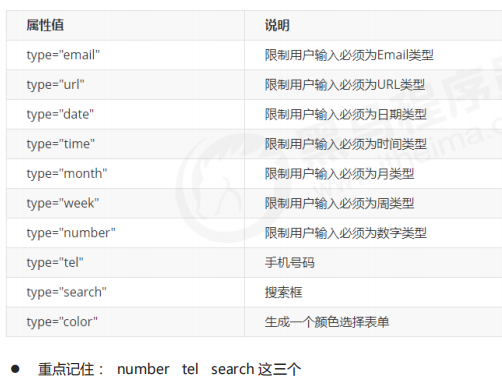 属性值 说明
type="email" 限制用户输入必须为Email类型
type="url" 限制用户输入必须为URL类型
type="date" 限制用户输入必须为日期类型
type="time" 限制用户输入必须为时间类型
type="month" 限制用户输入必须为月类型
type="week" 限制用户输入必须为周类型
type="number" 限制用户输入必须为数字类型
type="tel" 手机号码
type="search" 搜索框
type="color" 生成一个颜色选择表单
● 重点记住： number tel search 这三个